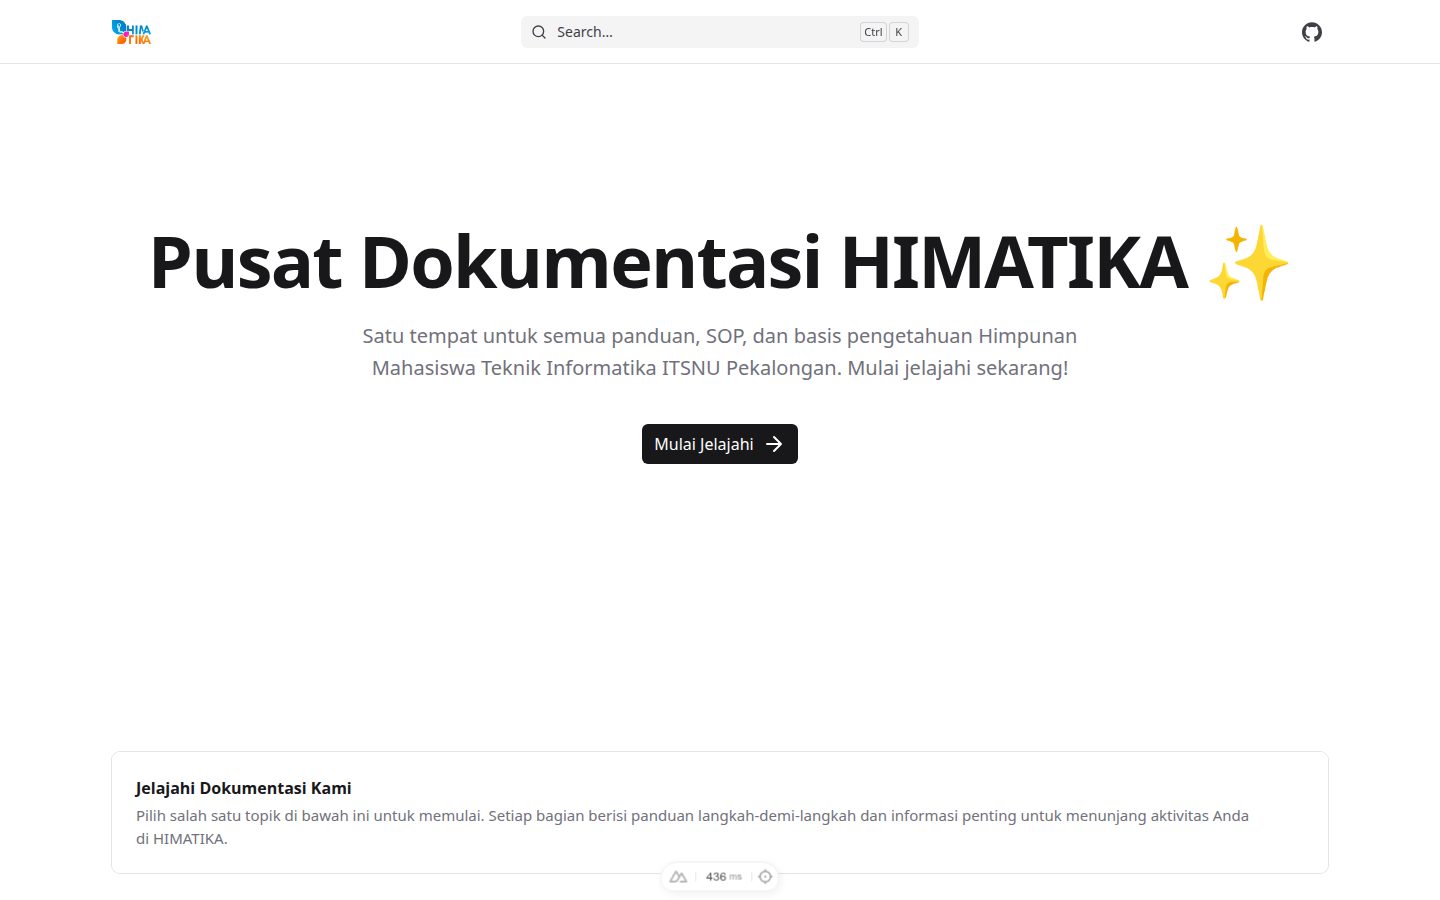 HIMA
TIKA
Search...
Ctrl K
Pusat Dokumentasi HIMATIKA ✨
Satu tempat untuk semua panduan, SOP, dan basis pengetahuan Himpunan
Mahasiswa Teknik Informatika ITSNU Pekalongan. Mulai jelajahi sekarang!
Mulai Jelajahi
Jelajahi Dokumentasi Kami
Pilih salah satu topik di bawah ini untuk memulai. Setiap bagian berisi panduan langkah-demi-langkah dan informasi penting untuk menunjang aktivitas Anda
di HIMATIKA.
436 ms